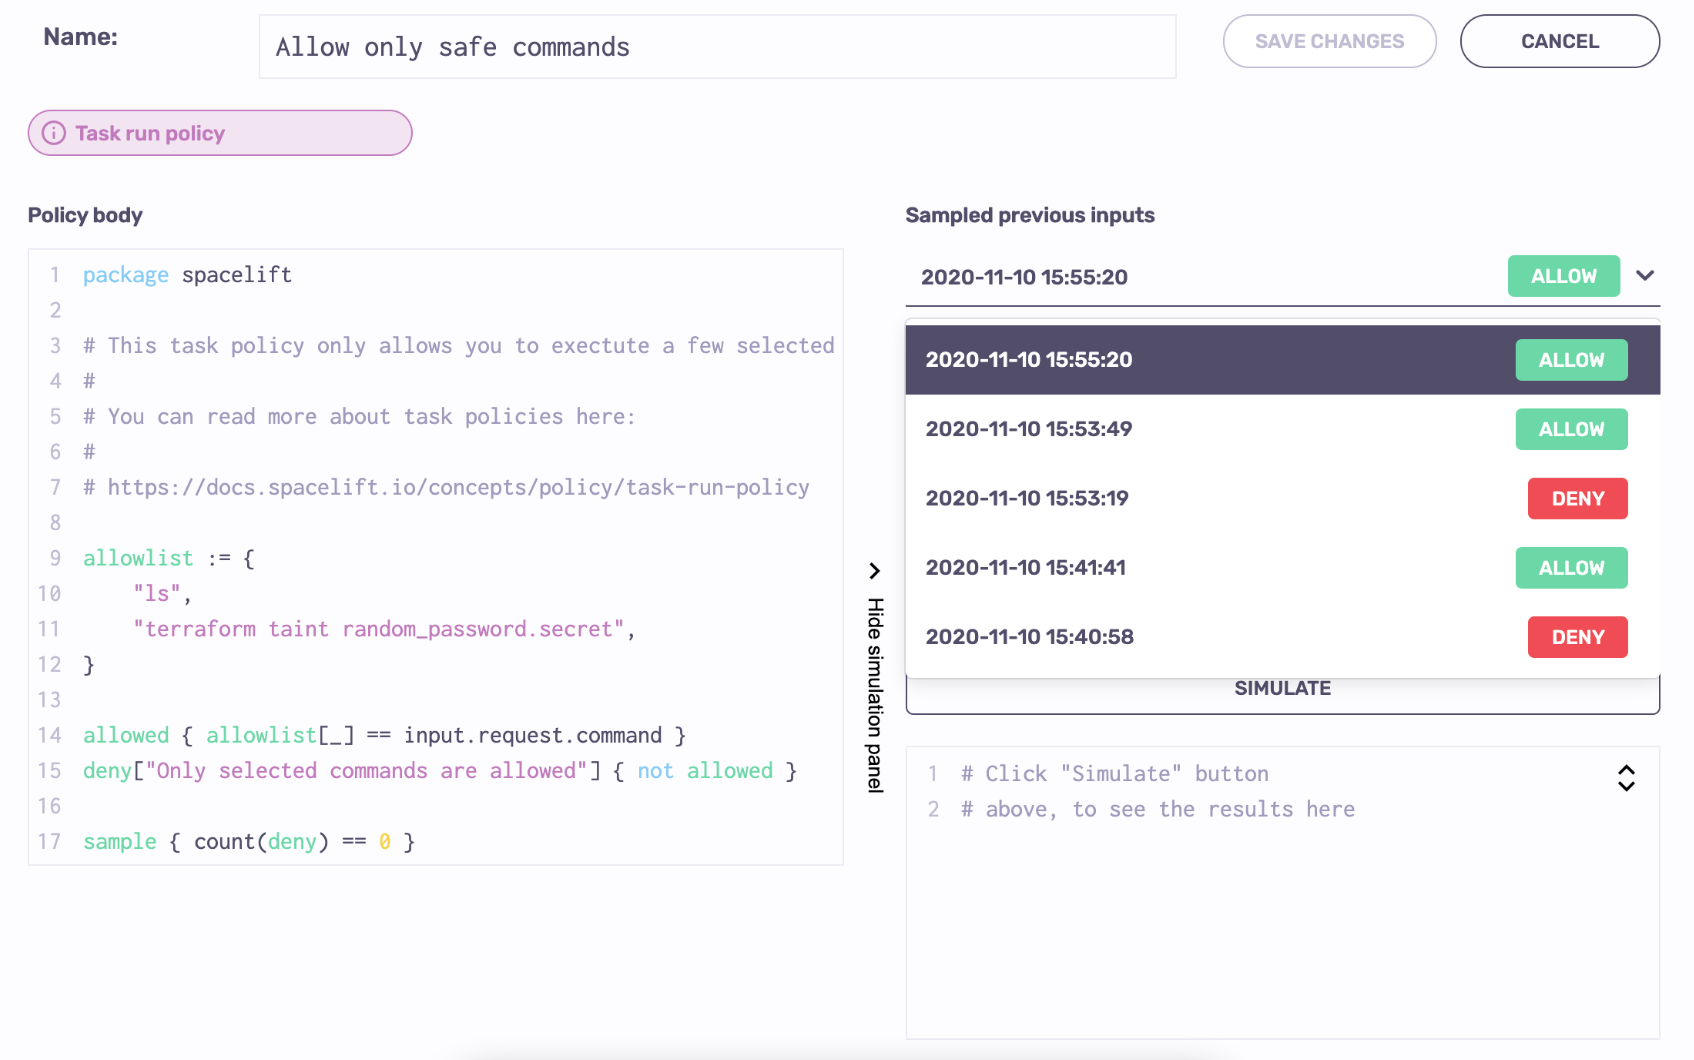 Name:
Allow only safe commands
SAVE CHANGES
CANCEL
Task run policy
Policy body
1 package spacelift
2
3 # This task policy only allows you to exectute a few selected
4 #
5 # You can read more about task policies here:
6 #
7 # https://docs.spacelift.io/concepts/policy/task-run-policy
8
9 allowlist := {
10     "ls",
11     "terraform taint random_password.secret",
12 }
13
14 allowed { allowlist[_] == input.request.command }
15 deny["Only selected commands are allowed"] { not allowed }
16
17 sample { count(deny) == 0 }
Hide simulation panel
Sampled previous inputs
2020-11-10 15:55:20 ALLOW
2020-11-10 15:55:20 ALLOW
2020-11-10 15:53:49 ALLOW
2020-11-10 15:53:19 DENY
2020-11-10 15:41:41 ALLOW
2020-11-10 15:40:58 DENY
SIMULATE
1 # Click "Simulate" button
2 # above, to see the results here